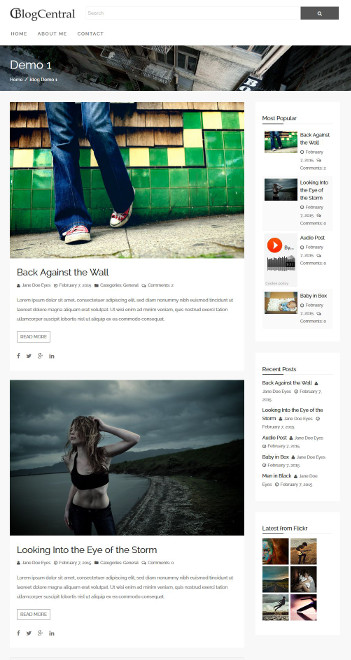 BlogCentral
Search
HOME ABOUT ME CONTACT
Demo 1
Home / Blog Demo 1
Back Against the Wall
Jane Doe Eyes February 7, 2015 Categories: General Comments: 2
Lorem ipsum dolor sit amet, consectetuer adipiscing elit, sed diam nonummy nibh euismod tincidunt ut
laoreet dolore magna aliquam erat volutpat. Ut wisi enim ad minim veniam, quis nostrud exerci tation
ullamcorper suscipit lobortis nisl ut aliquip ex ea commodo consequat.
READ MORE
Looking Into the Eye of the Storm
Jane Doe Eyes February 7, 2015 Categories: General Comments: 0
Lorem ipsum dolor sit amet, consectetuer adipiscing elit, sed diam nonummy nibh euismod tincidunt ut
laoreet dolore magna aliquam erat volutpat. Ut wisi enim ad minim veniam, quis nostrud exerci tation
ullamcorper suscipit lobortis nisl ut aliquip ex ea commodo consequat.
READ MORE
Most Popular
Back Against
the Wall
February
7, 2015
Comments: 2
Looking Into
the Eye of
the Storm
February
7, 2015
Comments: 0
Audio Post
February
7, 2015
Comments: 0
Baby in Box
February
7, 2015
Comments: 0
Recent Posts
Back Against the Wall
Jane Doe Eyes February 7,
2015
Looking Into the Eye of the
Storm Jane Doe Eyes
February 7, 2015
Audio Post Jane Doe Eyes
February 7, 2015
Baby in Box Jane Doe Eyes
February 7, 2015
Man in Black Jane Doe
Eyes February 7, 2015
Latest from Flickr